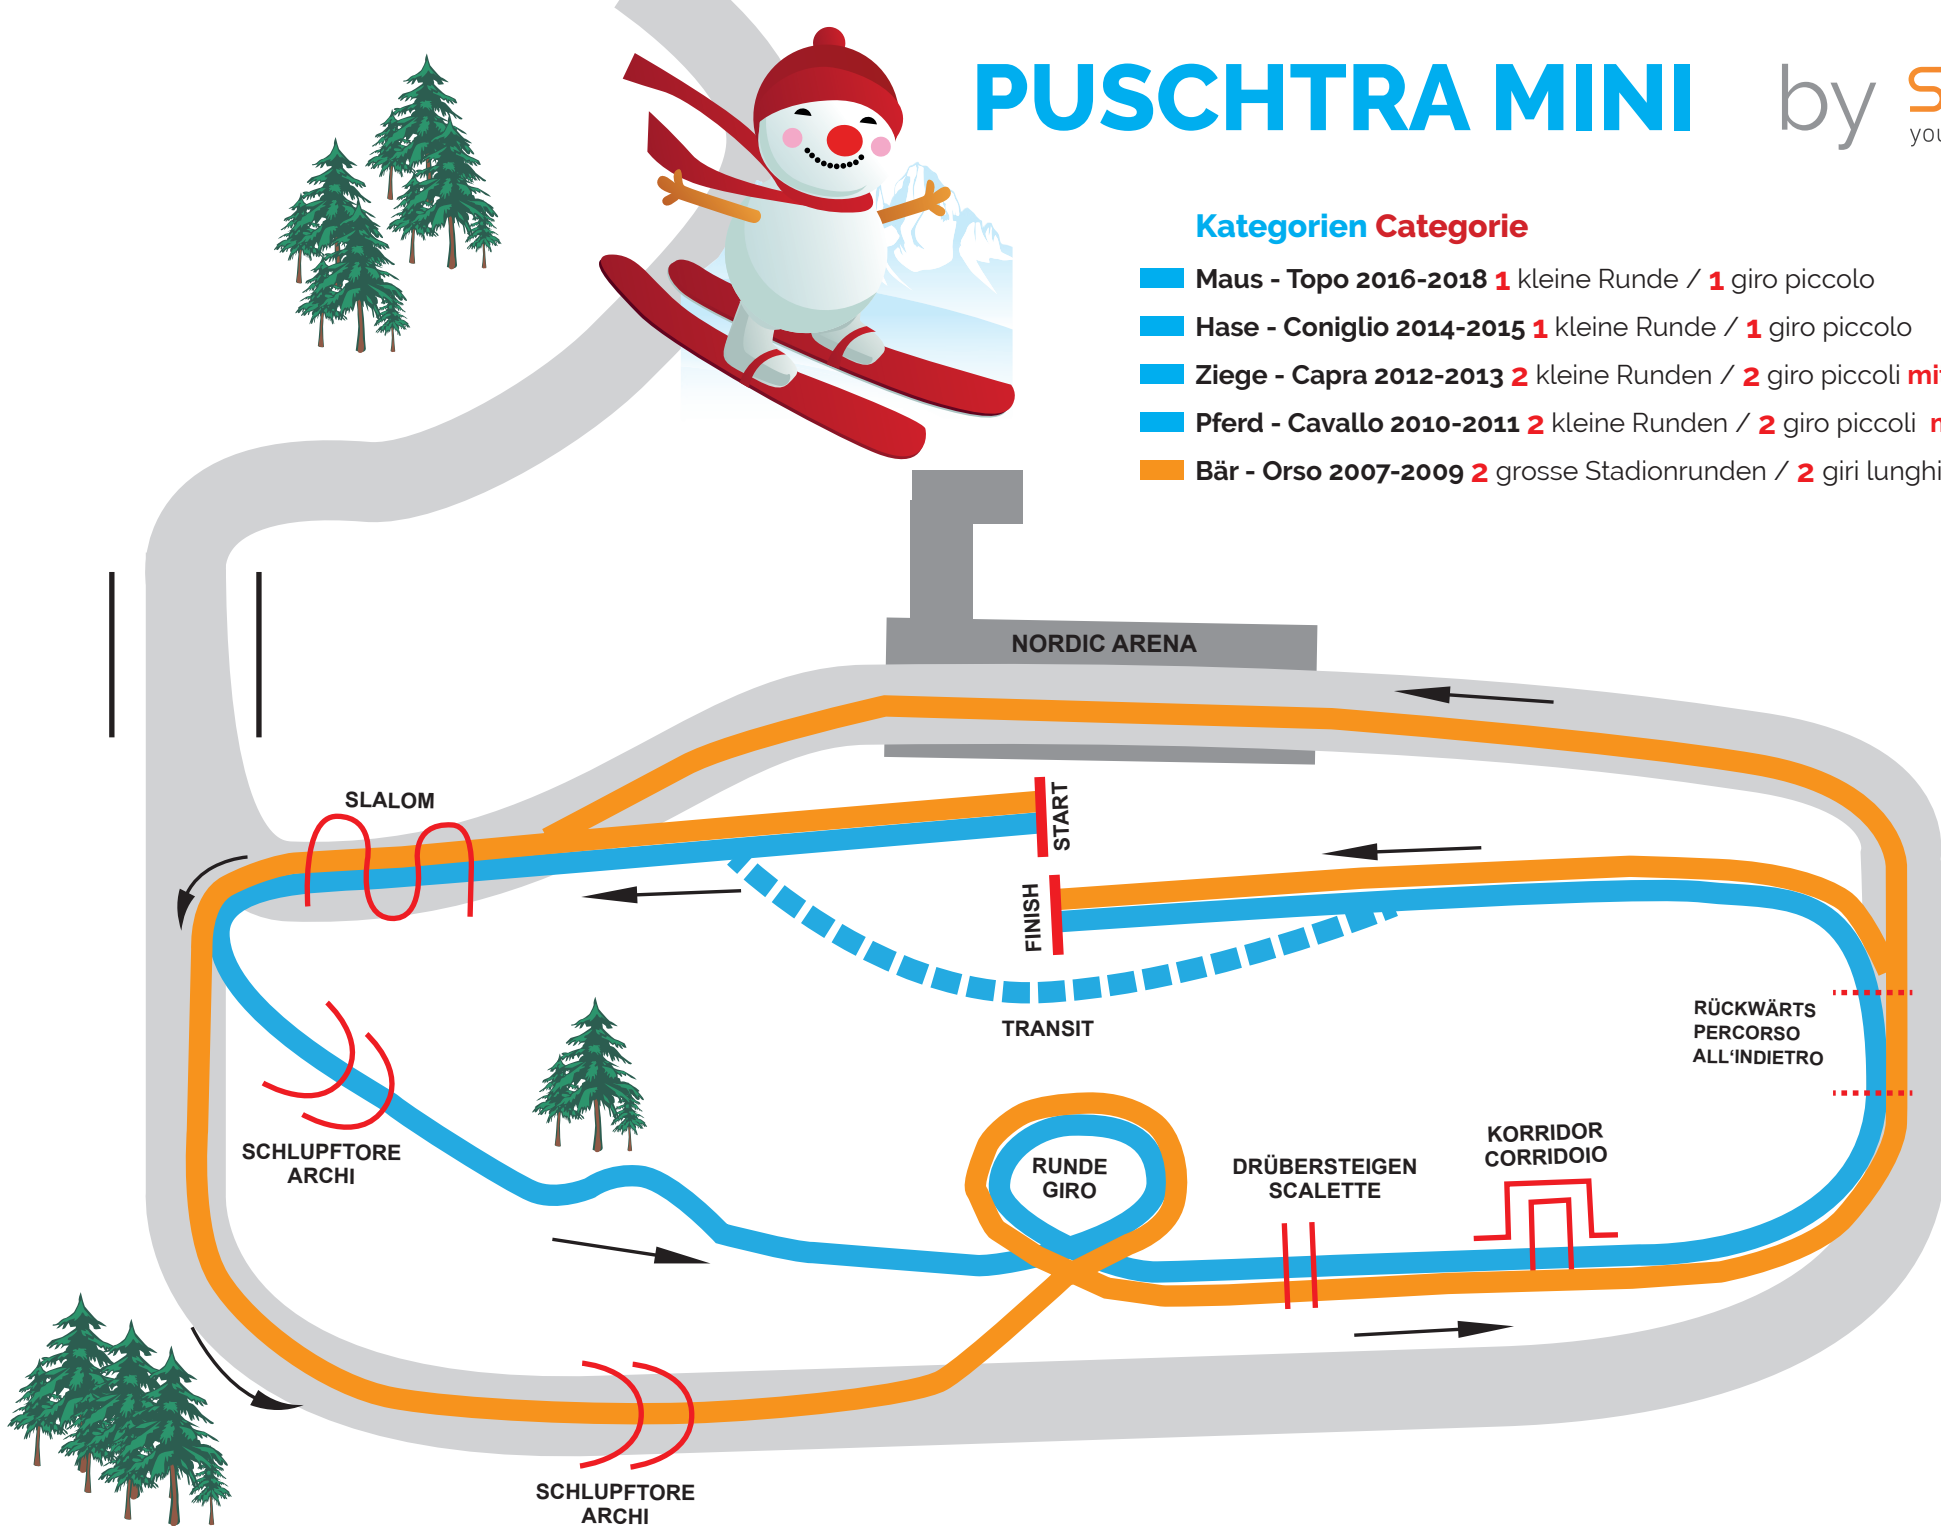 PUSCHTRA MINI by
Kategorien Categorie
Maus - Topo 2016-2018 1 kleine Runde / 1 giro piccolo
Hase - Coniglio 2014-2015 1 kleine Runde / 1 giro piccolo
Ziege - Capra 2012-2013 2 kleine Runden / 2 giro piccoli
Pferd - Cavallo 2010-2011 2 kleine Runden / 2 giro piccoli
Bär - Orso 2007-2009 2 grosse Stadionrunden / 2 giri lunghi
NORDIC ARENA
SLALOM
START
FINISH
TRANSIT
RÜCKWÄRTS
PERCORSO
ALL'INDIETRO
SCHLUPFTORE
ARCHI
RUNDE
GIRO
DRÜBERSTEIGEN
SCALETTE
KORRIDOR
CORRIDOIO
SCHLUPFTORE
ARCHI